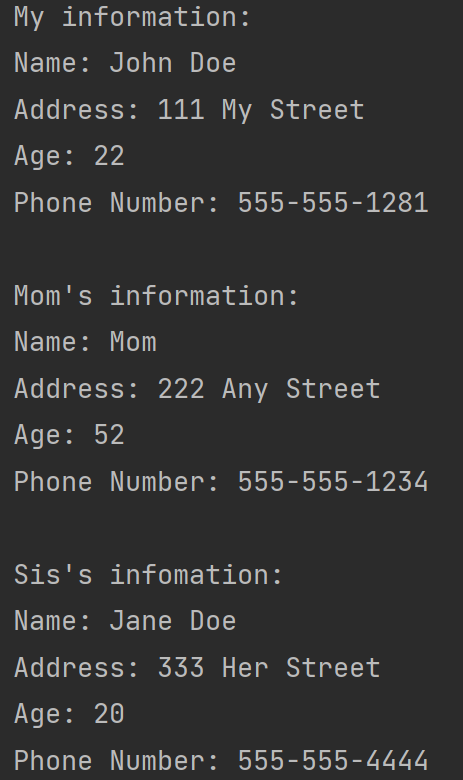 My information:
Name: John Doe
Address: 111 My Street
Age: 22
Phone Number: 555-555-1281
Mom's information:
Name: Mom
Address: 222 Any Street
Age: 52
Phone Number: 555-555-1234
Sis's infomation:
Name: Jane Doe
Address: 333 Her Street
Age: 20
Phone Number: 555-555-4444